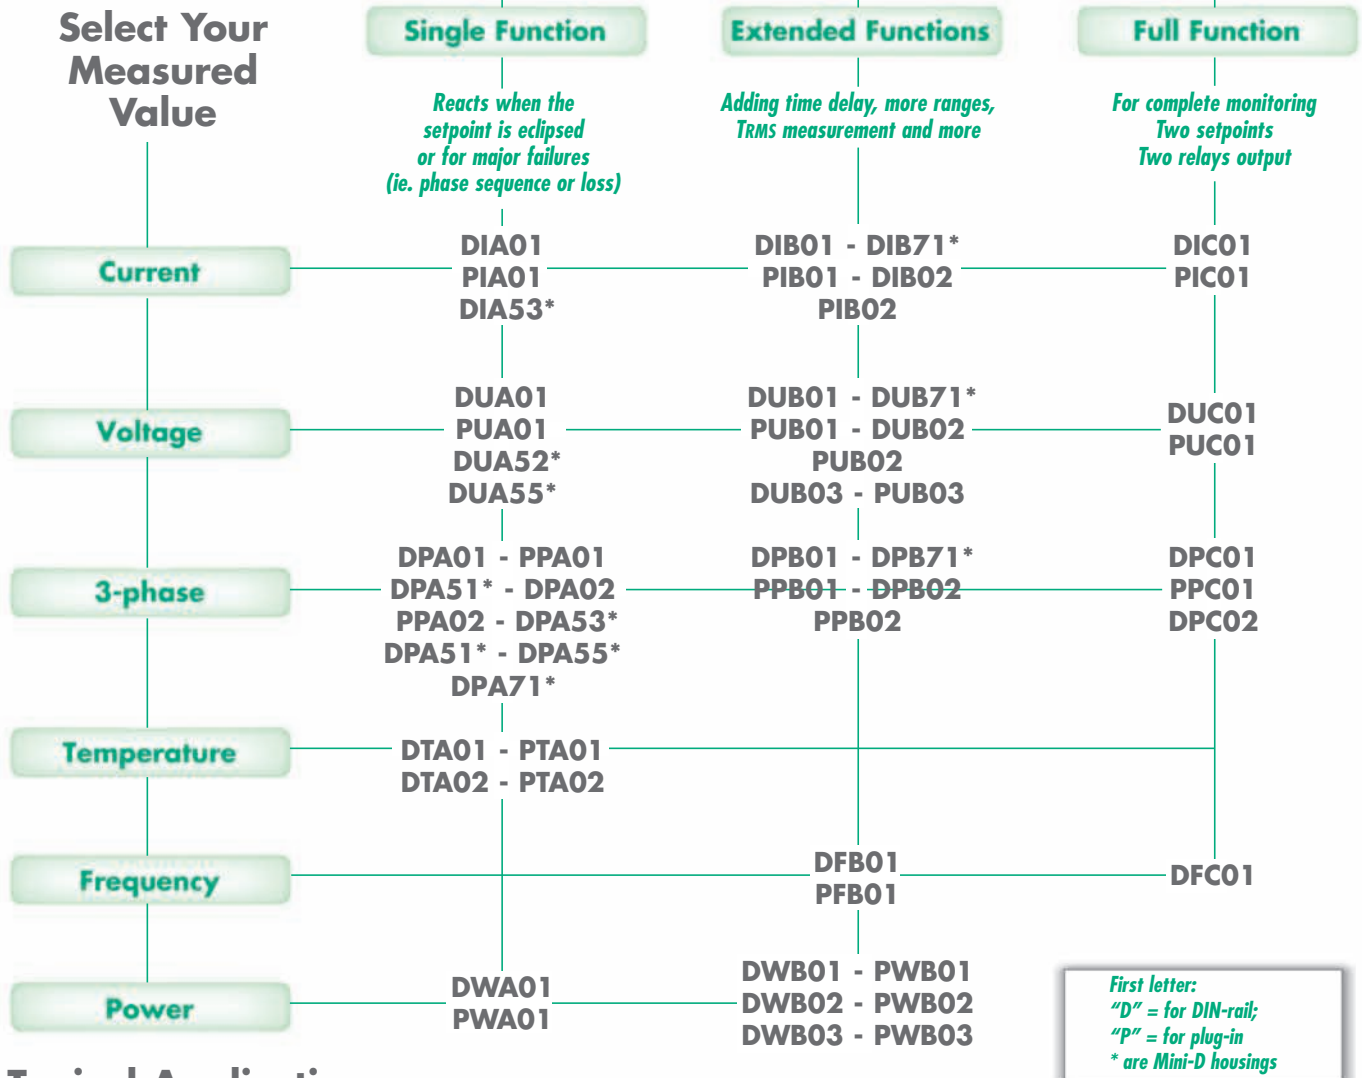 Select Your
Measured
Value
Single Function
Extended Functions
Full Function
Reacts when the
setpoint is eclipsed
or for major failures
(ie. phase sequence or loss)
Adding time delay, more ranges,
TRMS measurement and more
For complete monitoring
Two setpoints
Two relays output
Current
DIA01
PIA01
DIA53*
DIB01 - DIB71*
PIB01 - DIB02
PIB02
DIC01
PIC01
Voltage
DUA01
PUA01
DUA52*
DUA55*
DUB01 - DUB71*
PUB01 - DUB02
PUB02
DUB03 - PUB03
DUC01
PUC01
3-phase
DPA01 - PPA01
DPA51* - DPA02
PPA02 - DPA53*
DPA51* - DPA55*
DPA71*
DPB01 - DPB71*
PPB01 - DPB02
PPB02
DPC01
PPC01
DPC02
Temperature
DTA01 - PTA01
DTA02 - PTA02
Frequency
DFB01
PFB01
DFC01
Power
DWA01
PWA01
DWB01 - PWB01
DWB02 - PWB02
DWB03 - PWB03
First letter:
"D" = for DIN-rail;
"P" = for plug-in
* are Mini-D housings